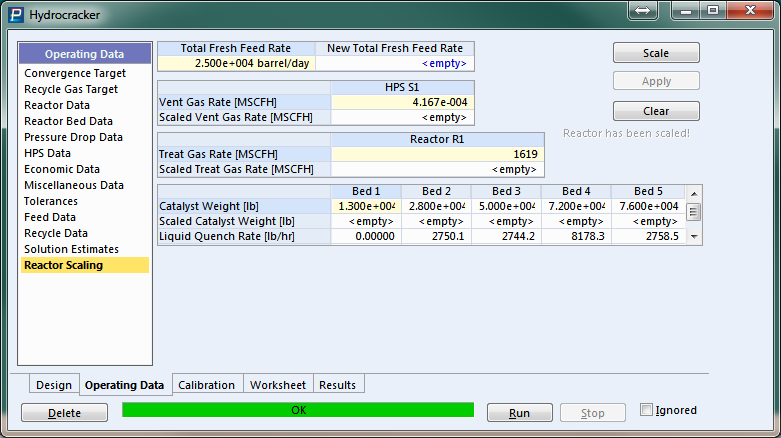 Hydrocracker
Operating Data
Convergence Target
Recycle Gas Target
Reactor Data
Reactor Bed Data
Pressure Drop Data
HPS Data
Economic Data
Miscellaneous Data
Tolerances
Feed Data
Recycle Data
Solution Estimates
Reactor Scaling
Total Fresh Feed Rate New Total Fresh Feed Rate
2.500e+004 barrel/day <empty>
HPS S1
Vent Gas Rate [MSCFH] 4.167e-004
Scaled Vent Gas Rate [MSCFH] <empty>
Reactor R1
Treat Gas Rate [MSCFH] 1619
Scaled Treat Gas Rate [MSCFH] <empty>
Bed 1 Bed 2 Bed 3 Bed 4 Bed 5
Catalyst Weight [lb] 1.300e+004 2.800e+004 5.000e+004 7.200e+004 7.600e+004
Scaled Catalyst Weight [lb] <empty> <empty> <empty> <empty> <empty>
Liquid Quench Rate [lb/hr] 0.00000 2750.1 2744.2 8178.3 2758.5
Scale
Apply
Clear
Reactor has been scaled!
Design Operating Data Calibration Worksheet Results
Delete OK Run Stop Ignored